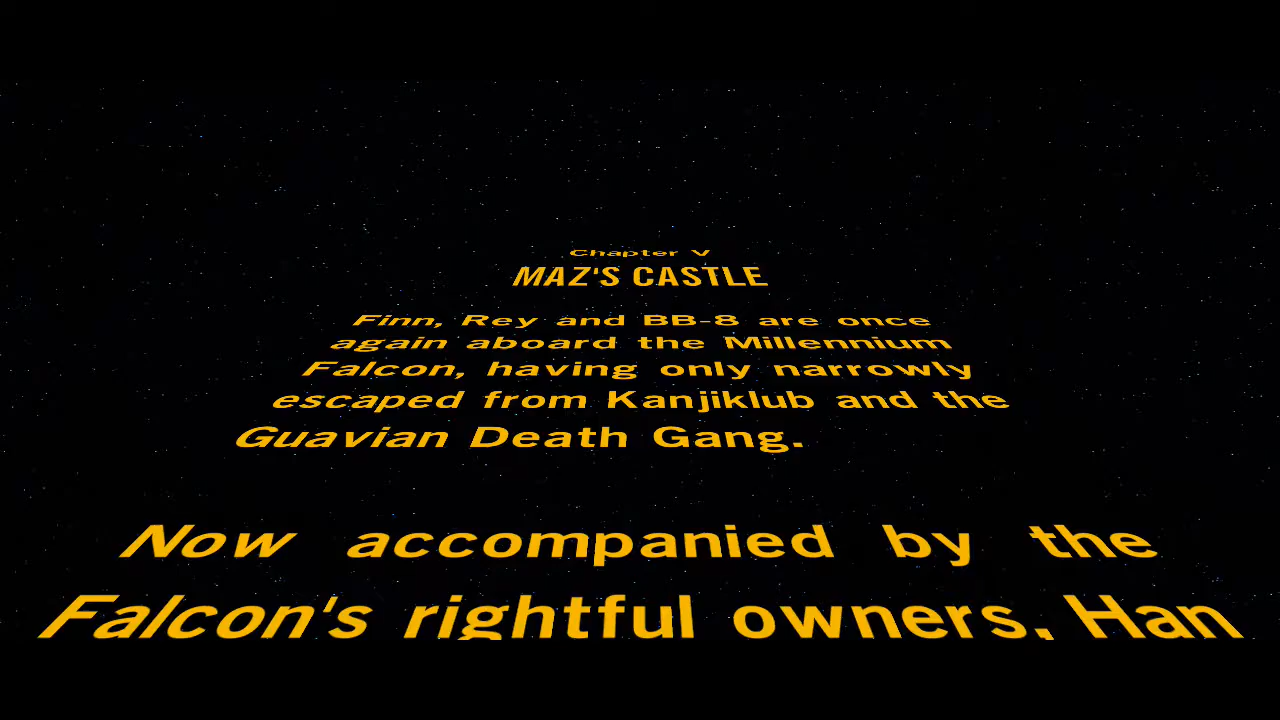 Chapter V
MAZ'S CASTLE
Finn, Rey and BB-8 are once
again aboard the Millennium
Falcon, having only narrowly
escaped from Kanjiklub and the
Guavian Death Gang.
Now accompanied by the
Falcon's rightful owners, Han